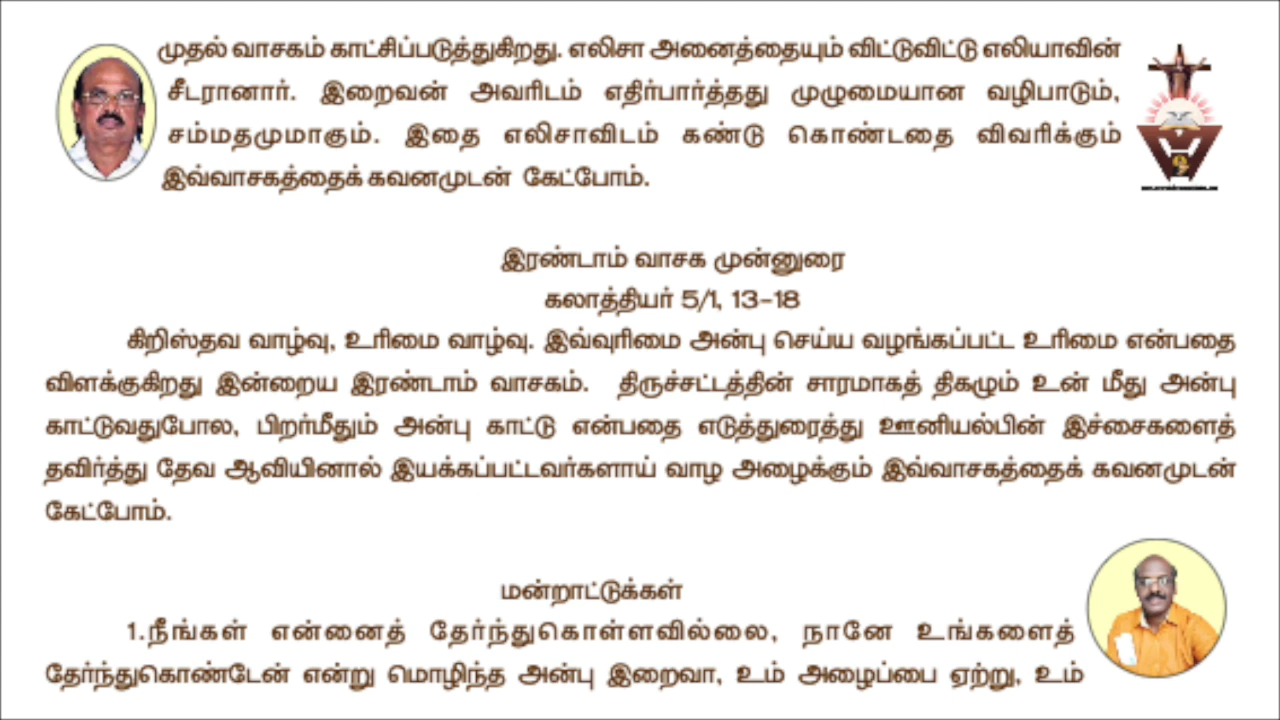 முதல் வாசகம் காட்சிப்படுத்துகிறது. எலிசா அனைத்தையும் விட்டுவிட்டு எலியாவின்
சீடரானார். இறைவன் அவரிடம் எதிர்பார்த்தது முழுமையான வழிபாடும்,
சம்மதமுமாகும். இதை எலிசாவிடம் கண்டு கொண்டதை விவரிக்கும்
இவ்வாசகத்தைக் கவனமுடன் கேட்போம்.
இரண்டாம் வாசக முன்னுரை
கலாத்தியர் 5/1, 13-18
கிறிஸ்தவ வாழ்வு, உரிமை வாழ்வு. இவ்வுரிமை அன்பு செய்ய வழங்கப்பட்ட உரிமை என்பதை
விளக்குகிறது இன்றைய இரண்டாம் வாசகம். திருச்சட்டத்தின் சாரமாகத் திகழும் உன் மீது அன்பு
காட்டுவதுபோல, பிறர்மீதும் அன்பு காட்டு என்பதை எடுத்துரைத்து ஊனியல்பின் இச்சைகளைத்
தவிர்த்து தேவ ஆவியினால் இயக்கப்பட்டவர்களாய் வாழ அழைக்கும் இவ்வாசகத்தைக் கவனமுடன்
கேட்போம்.
மன்றாட்டுக்கள்
1.நீங்கள் என்னைத் தேர்ந்துகொள்ளவில்லை, நானே உங்களைத்
தேர்ந்துகொண்டேன் என்று மொழிந்த அன்பு இறைவா, உம் அழைப்பை ஏற்று, உம்